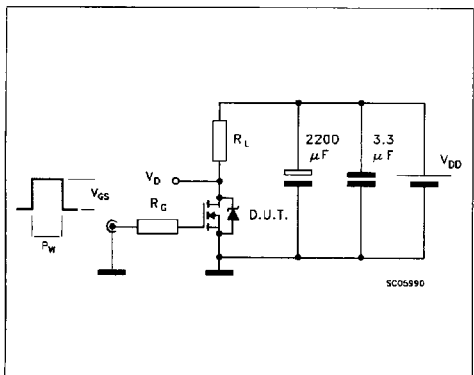 R_L
2200 μF
3.3 μF
V_DD
V_D
V_GS
R_G
D.U.T.
P_W
SC05990